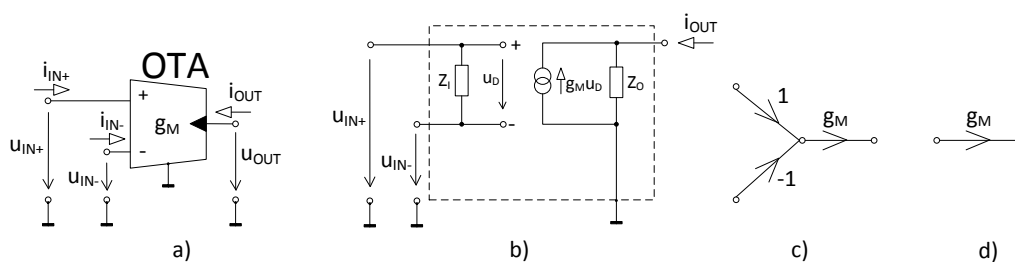 OTA
i_IN+
+
i_OUT
g_M
i_IN-
-
u_IN+
u_IN-
u_OUT
a)
i_OUT
+
Z_I
u_D
g_M u_D
Z_O
-
u_IN+
u_IN-
b)
1
g_M
-1
c)
g_M
d)